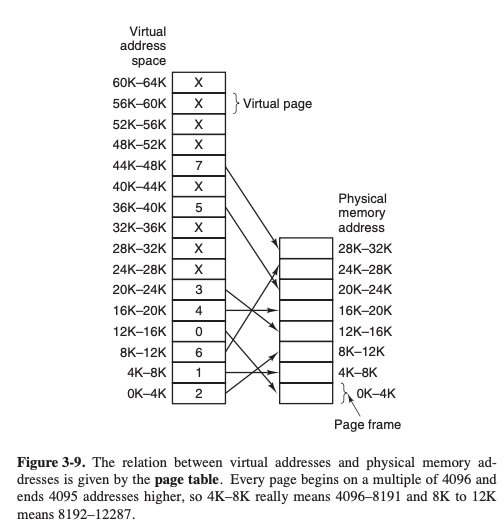 Virtual
address
space
60K–64K X
56K–60K X } Virtual page
52K–56K X
48K–52K X
44K–48K 7
40K–44K X
36K–40K 5
32K–36K X
28K–32K X
24K–28K X
20K–24K 3
16K–20K 4
12K–16K 0
8K–12K 6
4K–8K 1
0K–4K 2
Physical
memory
address
28K–32K
24K–28K
20K–24K
16K–20K
12K–16K
8K–12K
4K–8K
} 0K–4K
Page frame
Figure 3-9. The relation between virtual addresses and physical memory ad-
dresses is given by the page table. Every page begins on a multiple of 4096 and
ends 4095 addresses higher, so 4K–8K really means 4096–8191 and 8K to 12K
means 8192–12287.